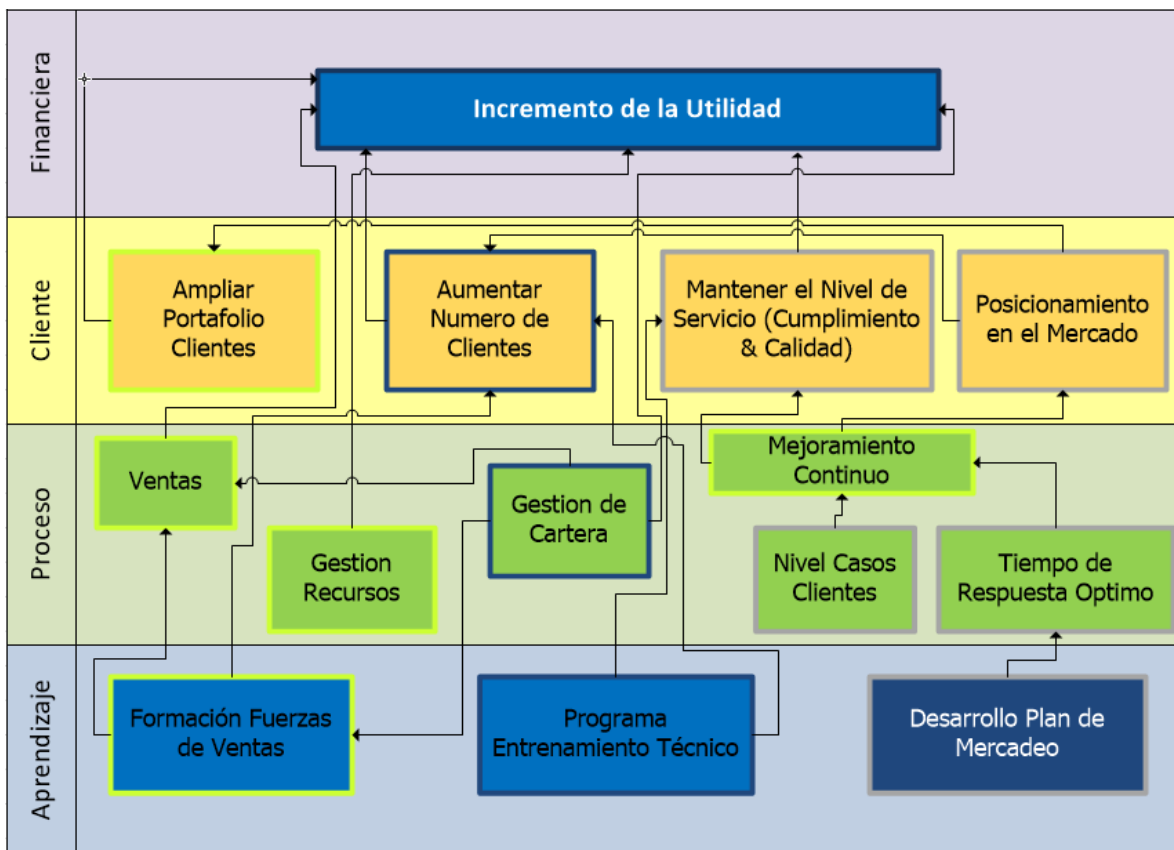 Financiera
Incremento de la Utilidad
Cliente
Ampliar
Portafolio
Clientes
Aumentar
Numero de
Clientes
Mantener el Nivel de
Servicio (Cumplimiento
& Calidad)
Posicionamiento
en el Mercado
Proceso
Ventas
Gestion
Recursos
Gestion de
Cartera
Mejoramiento
Continuo
Nivel Casos
Clientes
Tiempo de
Respuesta Optimo
Aprendizaje
Formación Fuerzas
de Ventas
Programa
Entrenamiento Técnico
Desarrollo Plan de
Mercadeo